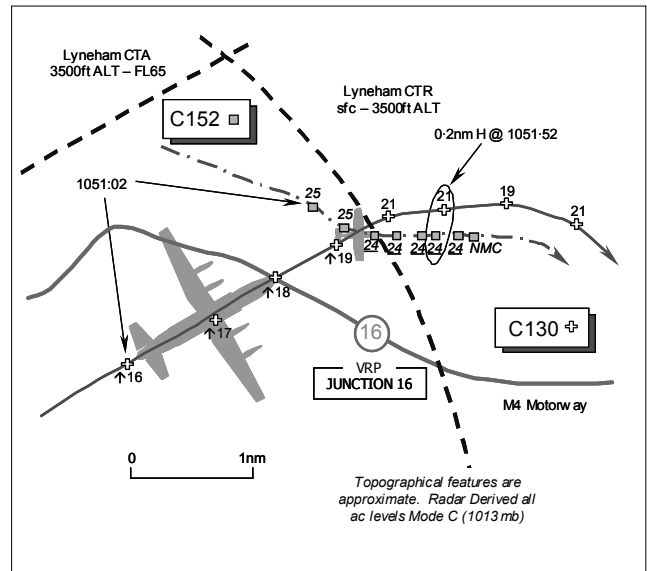 Lyneham CTA
3500ft ALT – FL65
Lyneham CTR
sfc – 3500ft ALT
C152
0·2nm H @ 1051·52
1051:02
25
25
21
21
19
21
24 24 24 24 24 NMC
↑19
↑18
↑17
↑16
16
C130
VRP
JUNCTION 16
M4 Motorway
0 1nm
Topographical features are
approximate. Radar Derived all
ac levels Mode C (1013 mb)